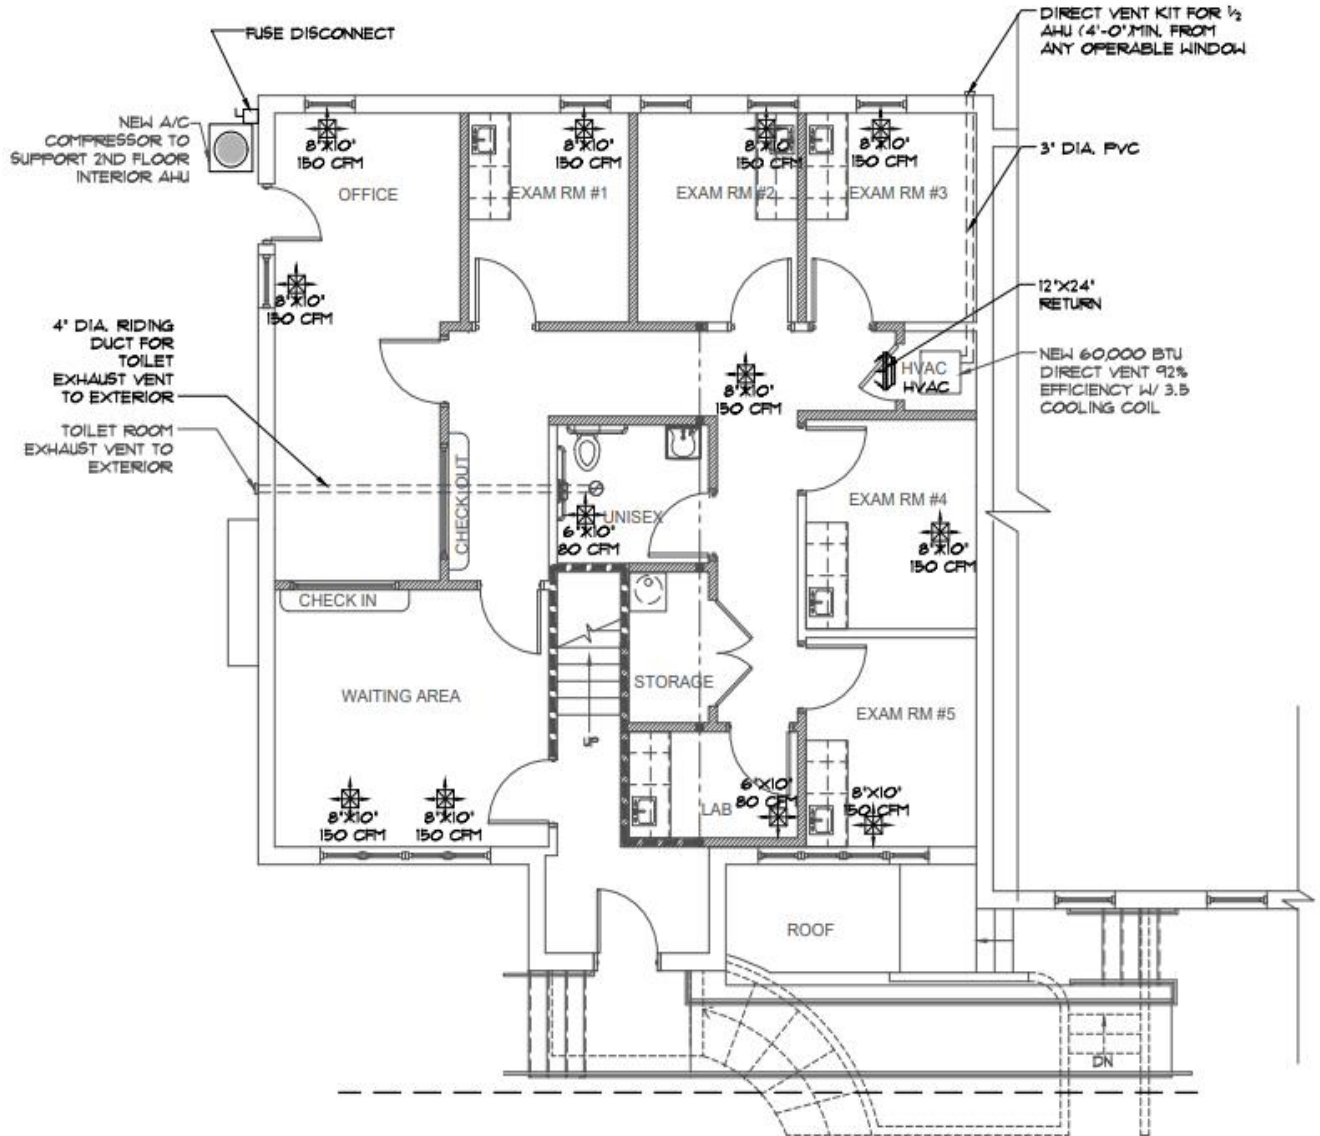 FUSE DISCONNECT
DIRECT VENT KIT FOR ½
AHU (4'-0" MIN. FROM
ANY OPERABLE WINDOW
NEW A/C
COMPRESSOR TO
SUPPORT 2ND FLOOR
INTERIOR AHU
8"X10"
150 CFM
8"X10"
150 CFM
8"X10"
150 CFM
8"X10"
150 CFM
3" DIA. PVC
OFFICE
EXAM RM #1
EXAM RM #2
EXAM RM #3
8"X10"
150 CFM
12"X24"
RETURN
4" DIA. RIDING
DUCT FOR
TOILET
EXHAUST VENT
TO EXTERIOR
8"X10"
150 CFM
HVAC
HVAC
NEW 60,000 BTU
DIRECT VENT 92%
EFFICIENCY W/ 3.5
COOLING COIL
TOILET ROOM
EXHAUST VENT TO
EXTERIOR
CHECK OUT
UNISEX
6"X10"
80 CFM
EXAM RM #4
8"X10"
150 CFM
CHECK IN
WAITING AREA
STORAGE
UP
EXAM RM #5
8"X10"
150 CFM
8"X10"
150 CFM
6"X10"
80 CFM
LAB
8"X10"
150 CFM
ROOF
DN